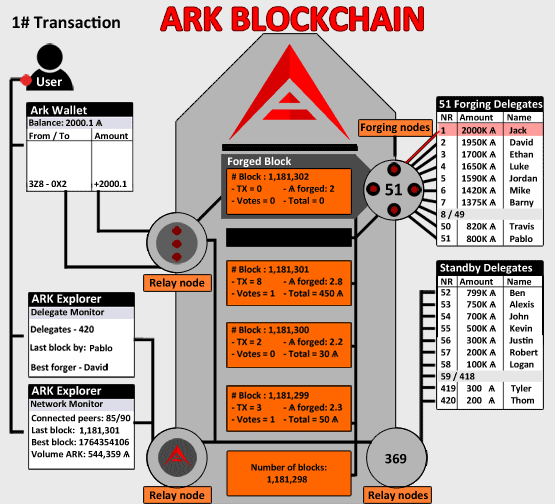 1# Transaction
ARK BLOCKCHAIN
User
Ark Wallet
Balance: 2000.1 Ѧ
From / To Amount
328 - 0X2 +2000.1
Relay node
ARK Explorer
Delegate Monitor
Delegates - 420
Last block by: Pablo
Best forger - David
ARK Explorer
Network Monitor
Connected peers: 85/90
Last block: 1,181,301
Best block: 1764354106
Volume ARK: 544,359 Ѧ
Relay node
Forged Block
# Block : 1,181,302
- TX = 0 - Ѧ forged: 2
- Votes = 0 - Total = 0
# Block : 1,181,301
- TX = 8 - Ѧ forged: 2.8
- Votes = 1 - Total = 450 Ѧ
# Block : 1,181,300
- TX = 2 - Ѧ forged: 2.2
- Votes = 0 - Total = 30 Ѧ
# Block : 1,181,299
- TX = 3 - Ѧ forged: 2.3
- Votes = 1 - Total = 50 Ѧ
Number of blocks:
1,181,298
Forging nodes
51
51 Forging Delegates
NR Amount Name
1 2000K Ѧ Jack
2 1950K Ѧ David
3 1700K Ѧ Ethan
4 1650K Ѧ Luke
5 1590K Ѧ Jordan
6 1420K Ѧ Mike
7 1375K Ѧ Barny
8 / 49
50 820K Ѧ Travis
51 800K Ѧ Pablo
Standby Delegates
NR Amount Name
52 799K Ѧ Ben
53 750K Ѧ Alexis
54 700K Ѧ John
55 500K Ѧ Kevin
56 300K Ѧ Justin
57 200K Ѧ Robert
58 100K Ѧ Logan
59 / 418
419 300 Ѧ Tyler
420 200 Ѧ Thom
369
Relay nodes